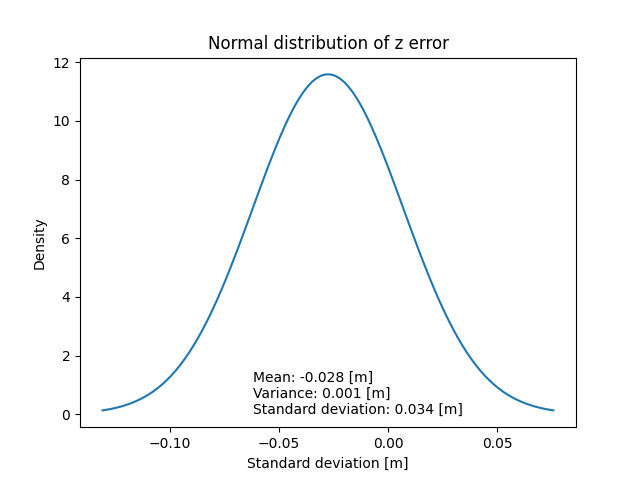 Normal distribution of z error
12
10
8
6
4
2
0
Density
Mean: -0.028 [m]
Variance: 0.001 [m]
Standard deviation: 0.034 [m]
−0.10
−0.05
0.00
0.05
Standard deviation [m]